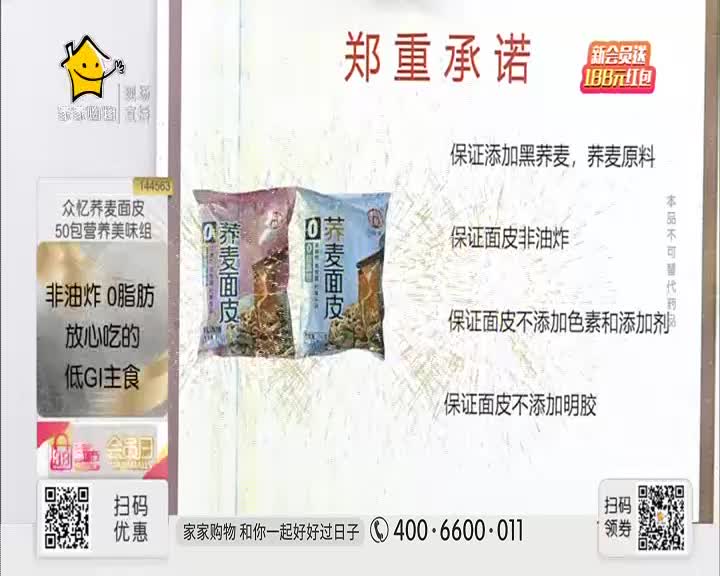 郑重承诺
新会员送
188元红包
家家购物
144563
众忆荞麦面皮
50包营养美味组
非油炸 0脂肪
放心吃的
低GI主食
保证添加黑荞麦，荞麦原料
保证面皮非油炸
保证面皮不添加色素和添加剂
保证面皮不添加明胶
本品不可替代药品
0
荞麦面皮
0
荞麦面皮
会员日
扫码
优惠
家家购物 和你一起好好过日子
400·6600·011
扫码
领券